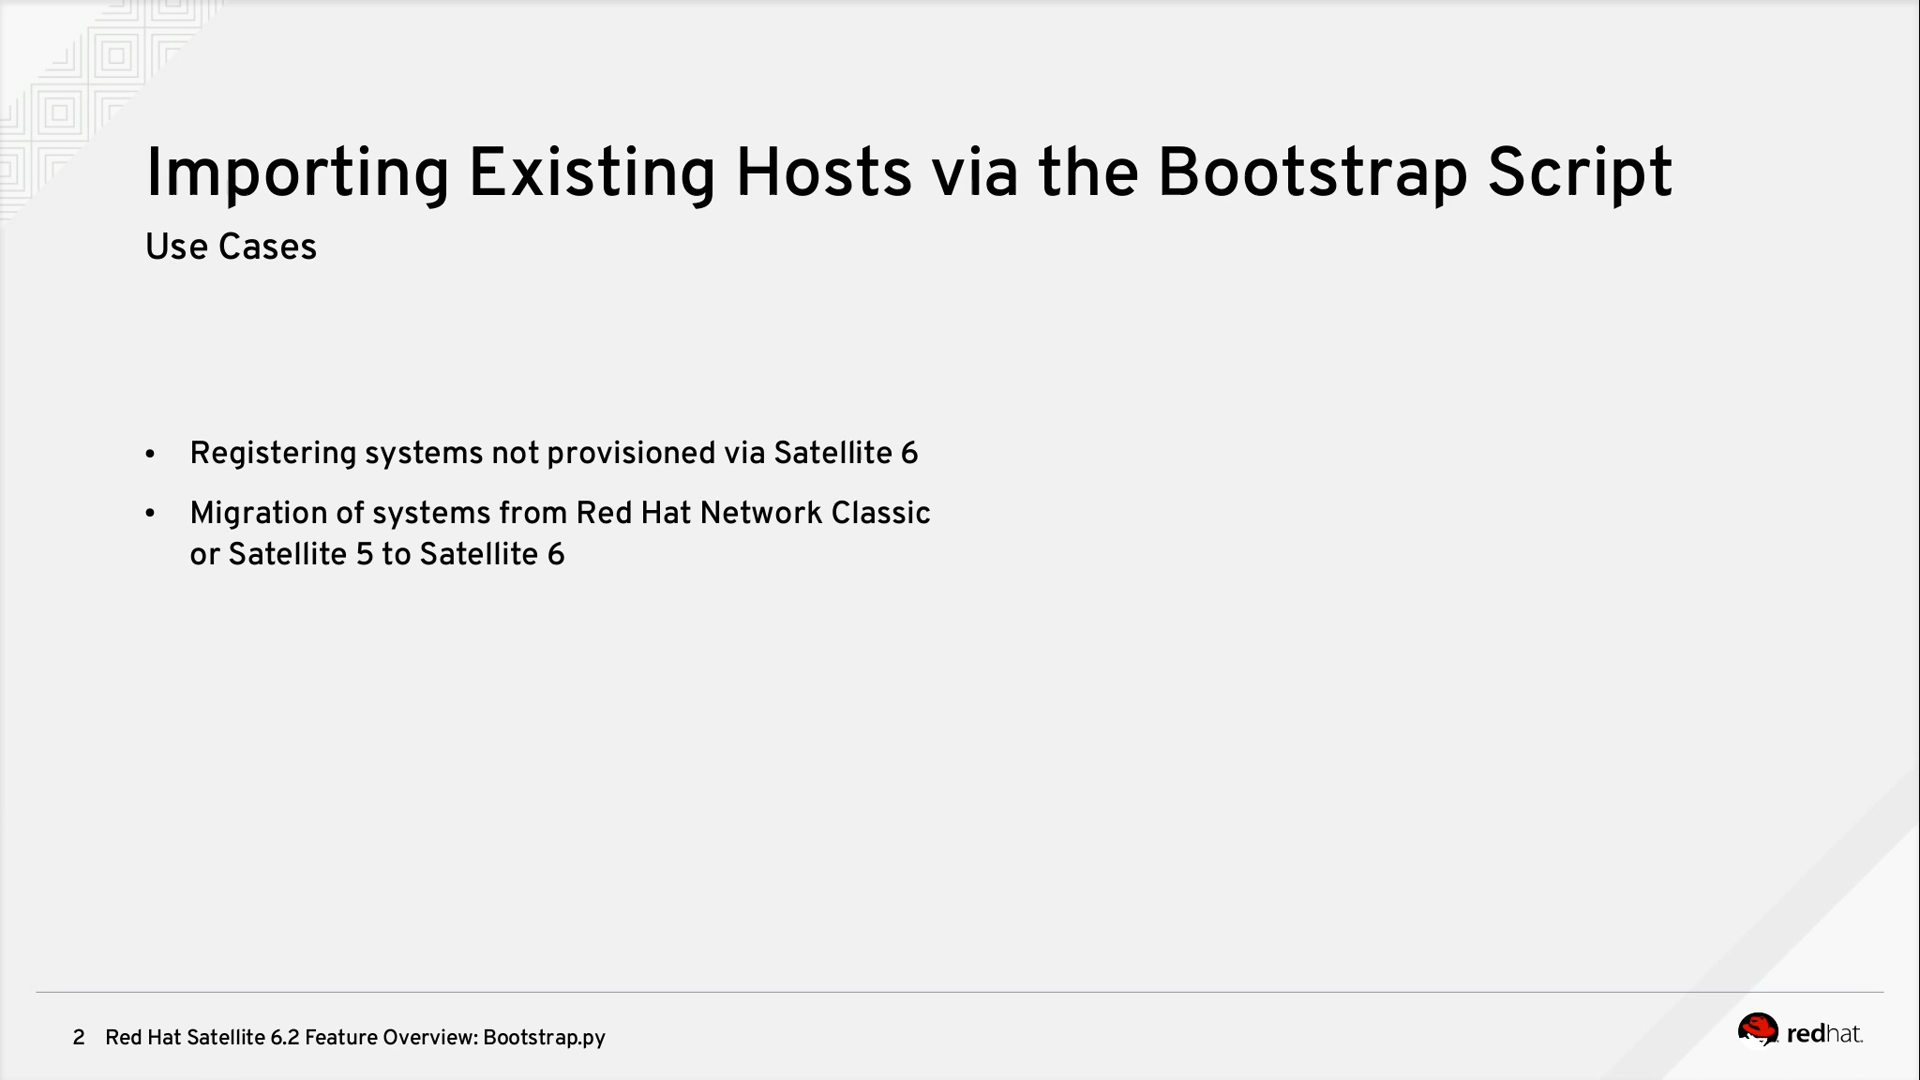 Importing Existing Hosts via the Bootstrap Script
Use Cases
• Registering systems not provisioned via Satellite 6
• Migration of systems from Red Hat Network Classic
or Satellite 5 to Satellite 6
2 Red Hat Satellite 6.2 Feature Overview: Bootstrap.py
redhat.